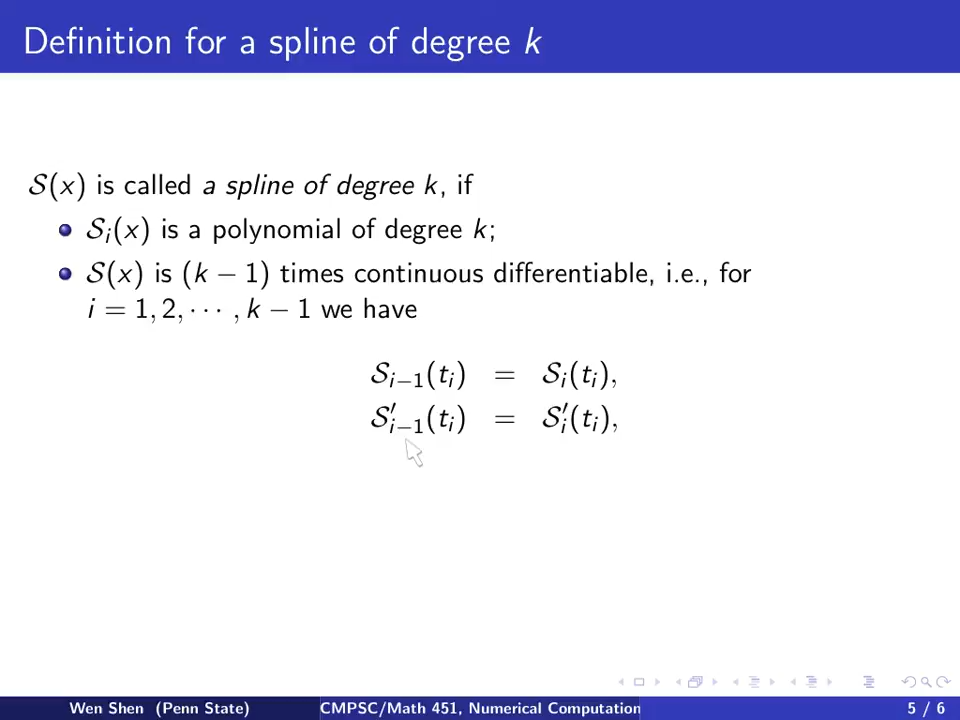 Definition for a spline of degree k
S(x) is called a spline of degree k, if
S_i(x) is a polynomial of degree k;
S(x) is (k − 1) times continuous differentiable, i.e., for
i = 1, 2, · · · , k − 1 we have
S_{i−1}(t_i) = S_i(t_i),
S′_{i−1}(t_i) = S′_i(t_i),
Wen Shen (Penn State) CMPSC/Math 451, Numerical Computation 5 / 6